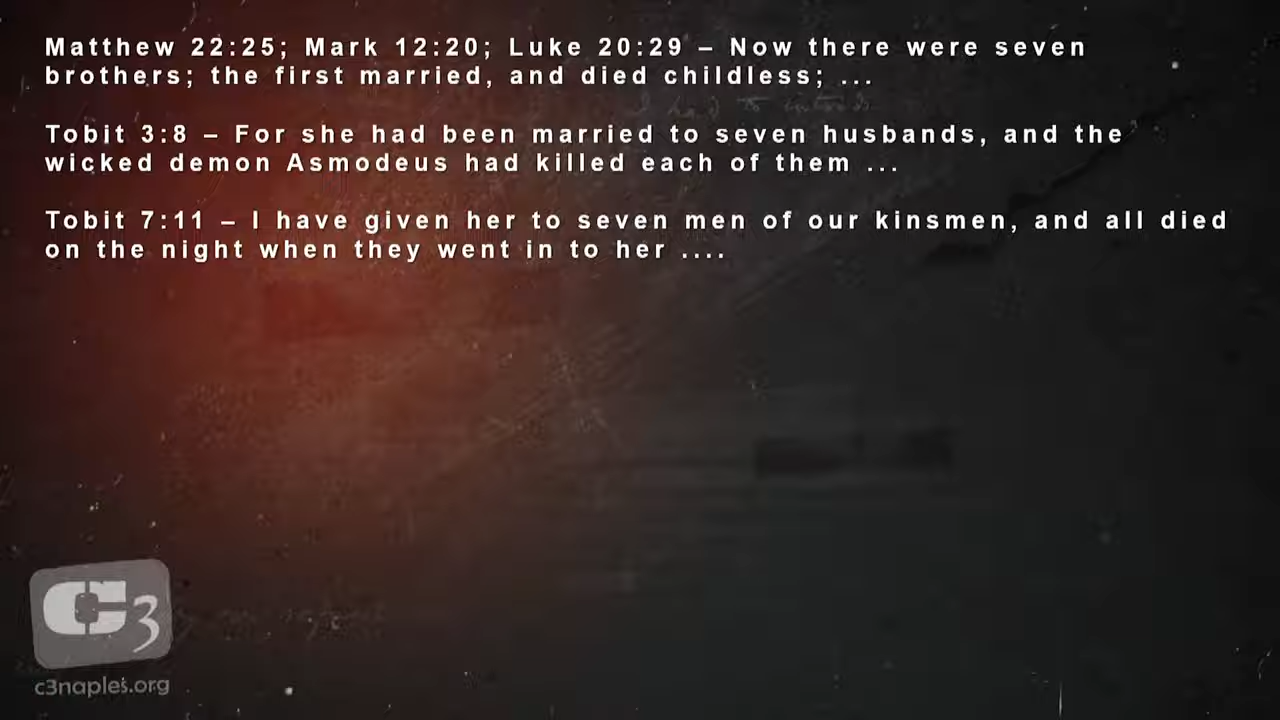 Matthew 22:25; Mark 12:20; Luke 20:29 – Now there were seven
brothers; the first married, and died childless; ...
Tobit 3:8 – For she had been married to seven husbands, and the
wicked demon Asmodeus had killed each of them ...
Tobit 7:11 – I have given her to seven men of our kinsmen, and all died
on the night when they went in to her ....
C3
c3naples.org